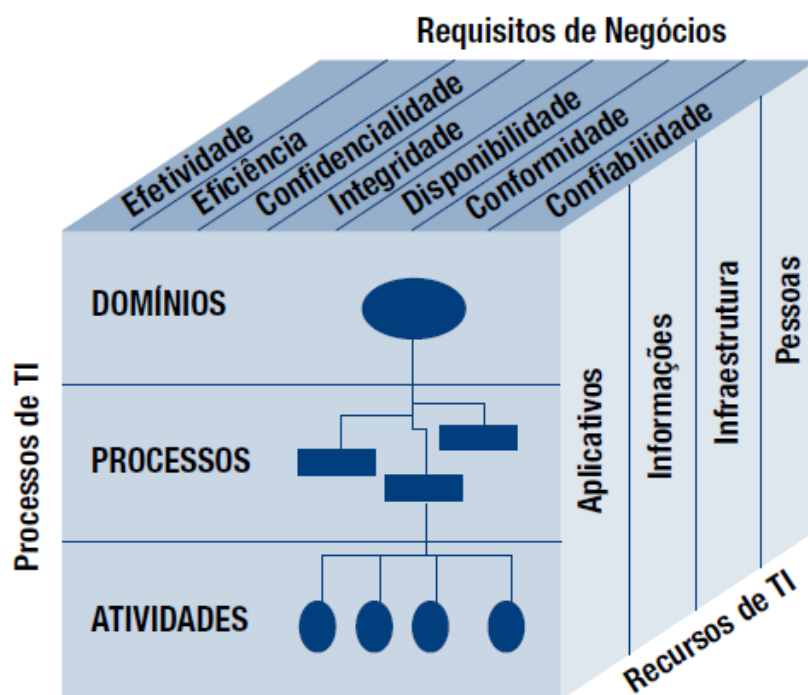 Requisitos de Negócios
Efetividade
Eficiência
Confidencialidade
Integridade
Disponibilidade
Conformidade
Confiabilidade
Processos de TI
DOMÍNIOS
PROCESSOS
ATIVIDADES
Aplicativos
Informações
Infraestrutura
Pessoas
Recursos de TI